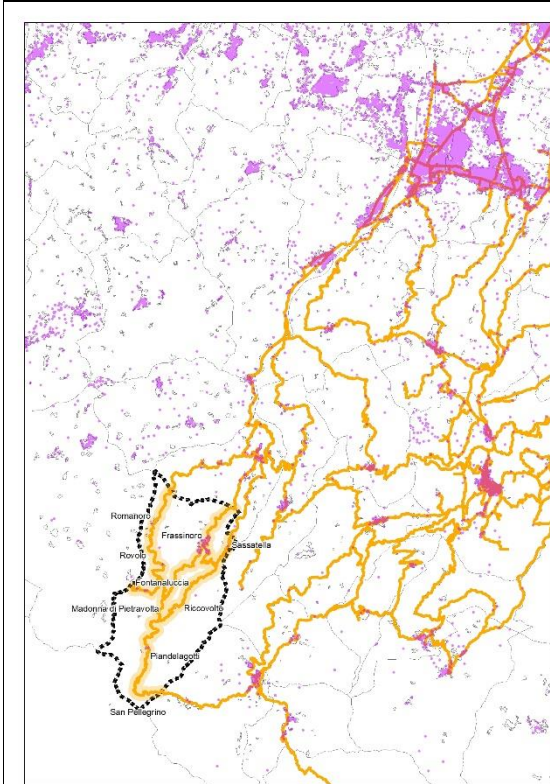 Romanoro
Frassinoro
Rovolo
Sassatella
Fontanaluccia
Madonna di Pietravolta
Riccovolto
Piandelagotti
San Pellegrino